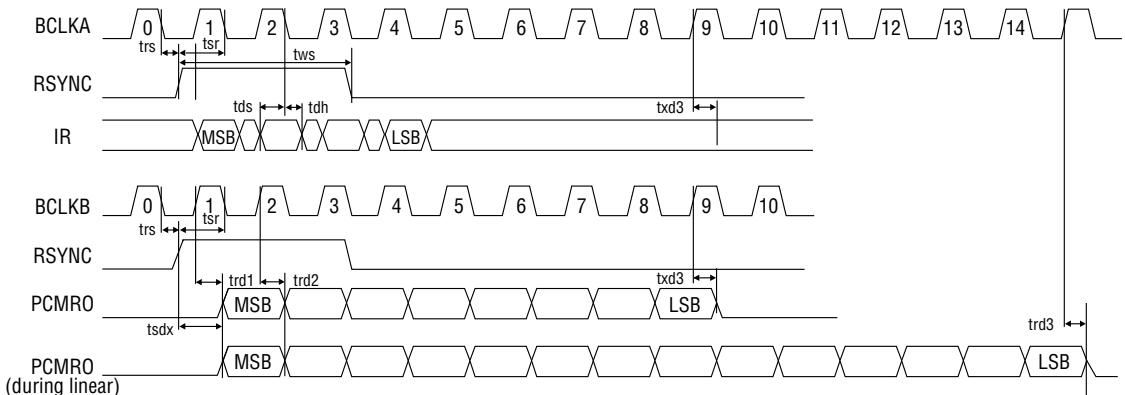 BCLKA 0 1 2 3 4 5 6 7 8 9 10 11 12 13 14
trs tsr
tws
RSYNC
tds tdh txd3
IR MSB LSB
BCLKB 0 1 2 3 4 5 6 7 8 9 10
trs tsr
RSYNC
trd1 trd2 txd3
PCMRO MSB LSB
tsdx trd3
PCMRO MSB LSB
(during linear)